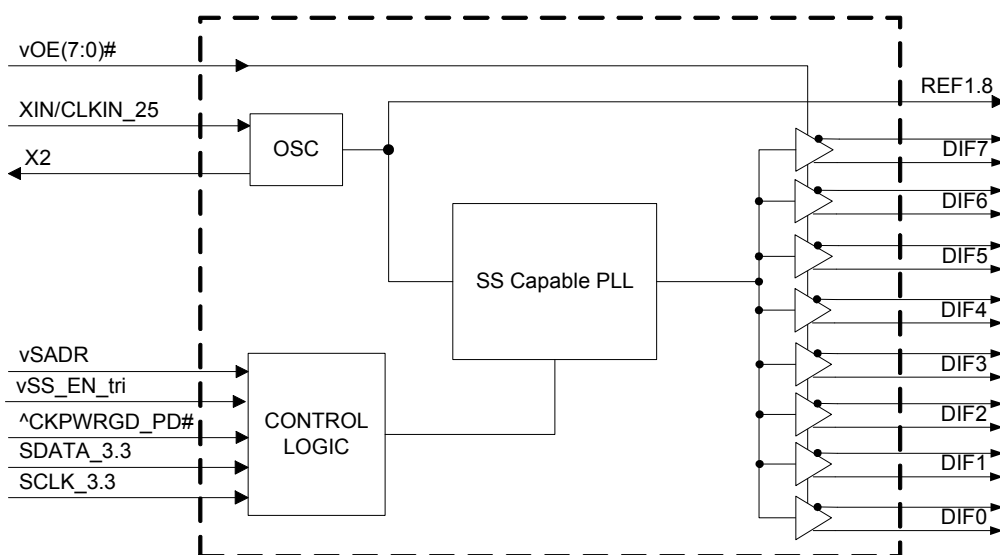 vOE(7:0)#
XIN/CLKIN_25
X2
OSC
REF1.8
DIF7
DIF6
DIF5
DIF4
DIF3
DIF2
DIF1
DIF0
SS Capable PLL
vSADR
vSS_EN_tri
^CKPWRGD_PD#
SDATA_3.3
SCLK_3.3
CONTROL
LOGIC